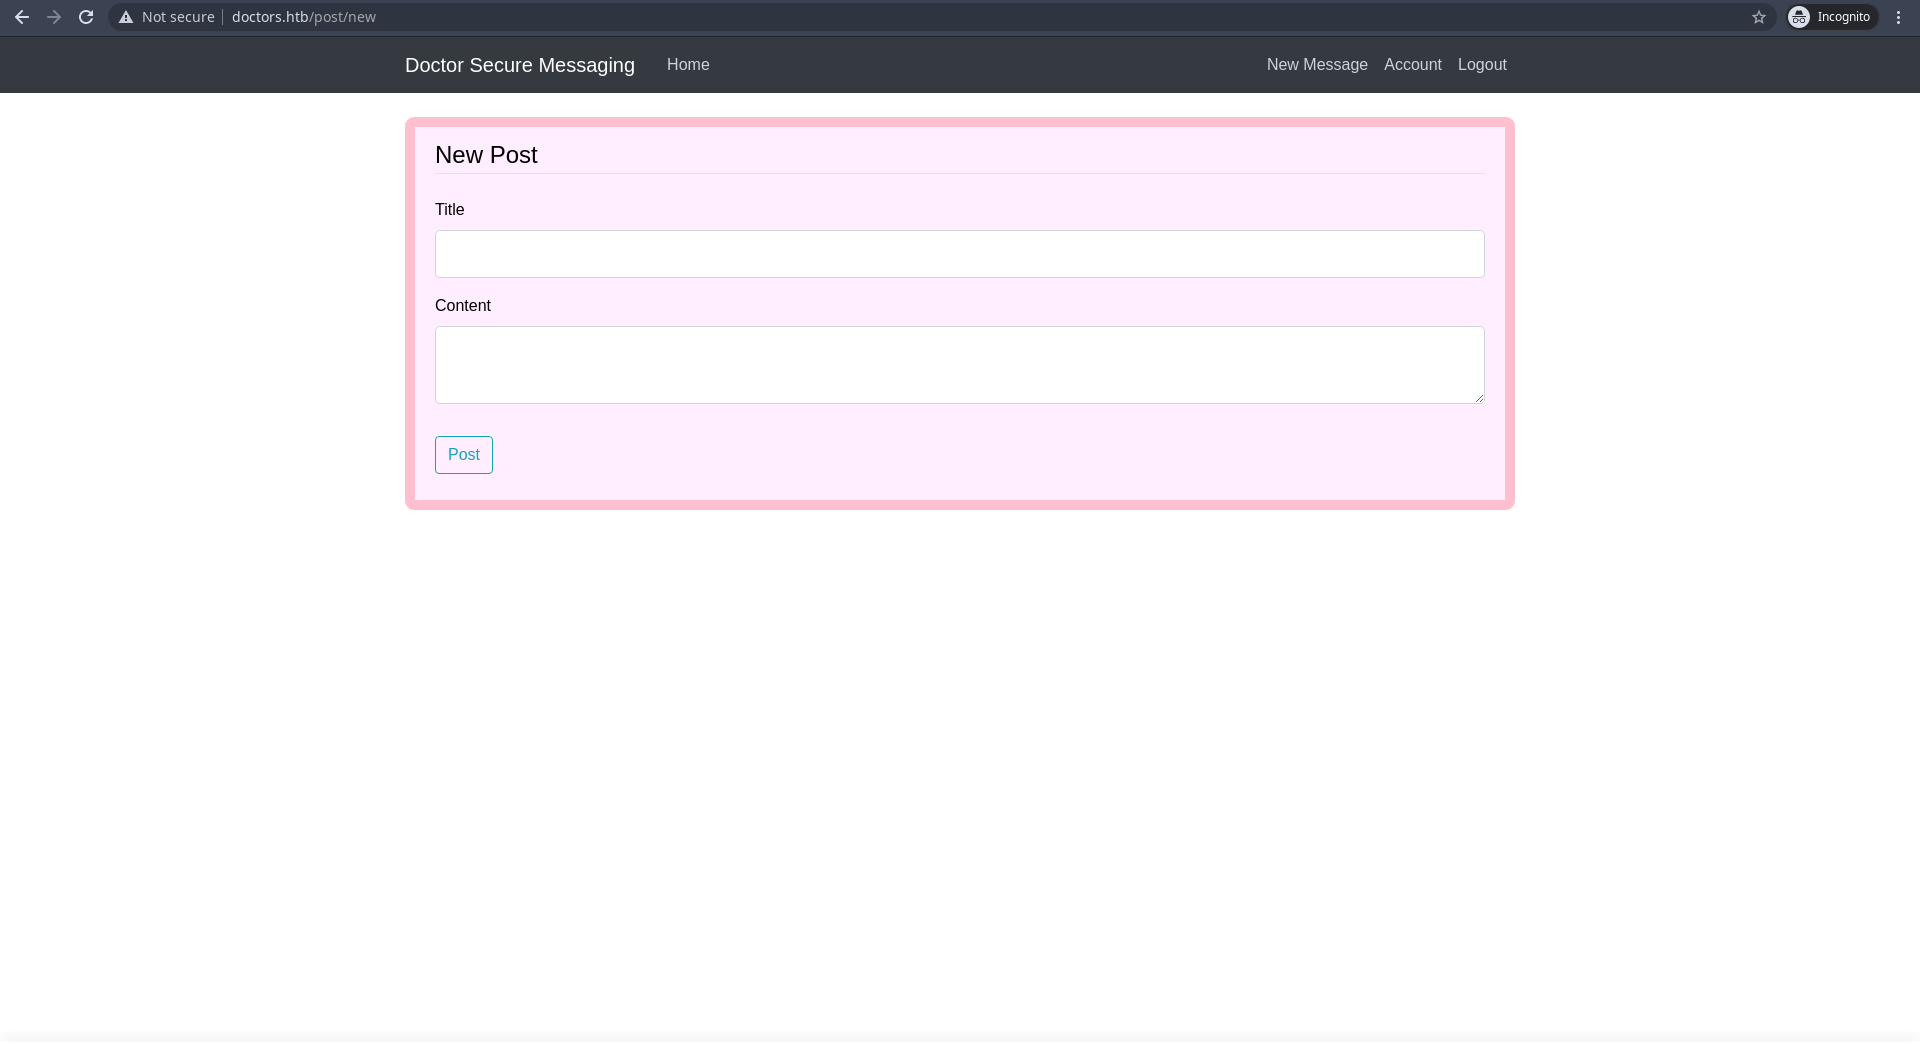 Not secure doctors.htb/post/new Incognito
Doctor Secure Messaging Home New Message Account Logout
New Post
Title
Content
Post